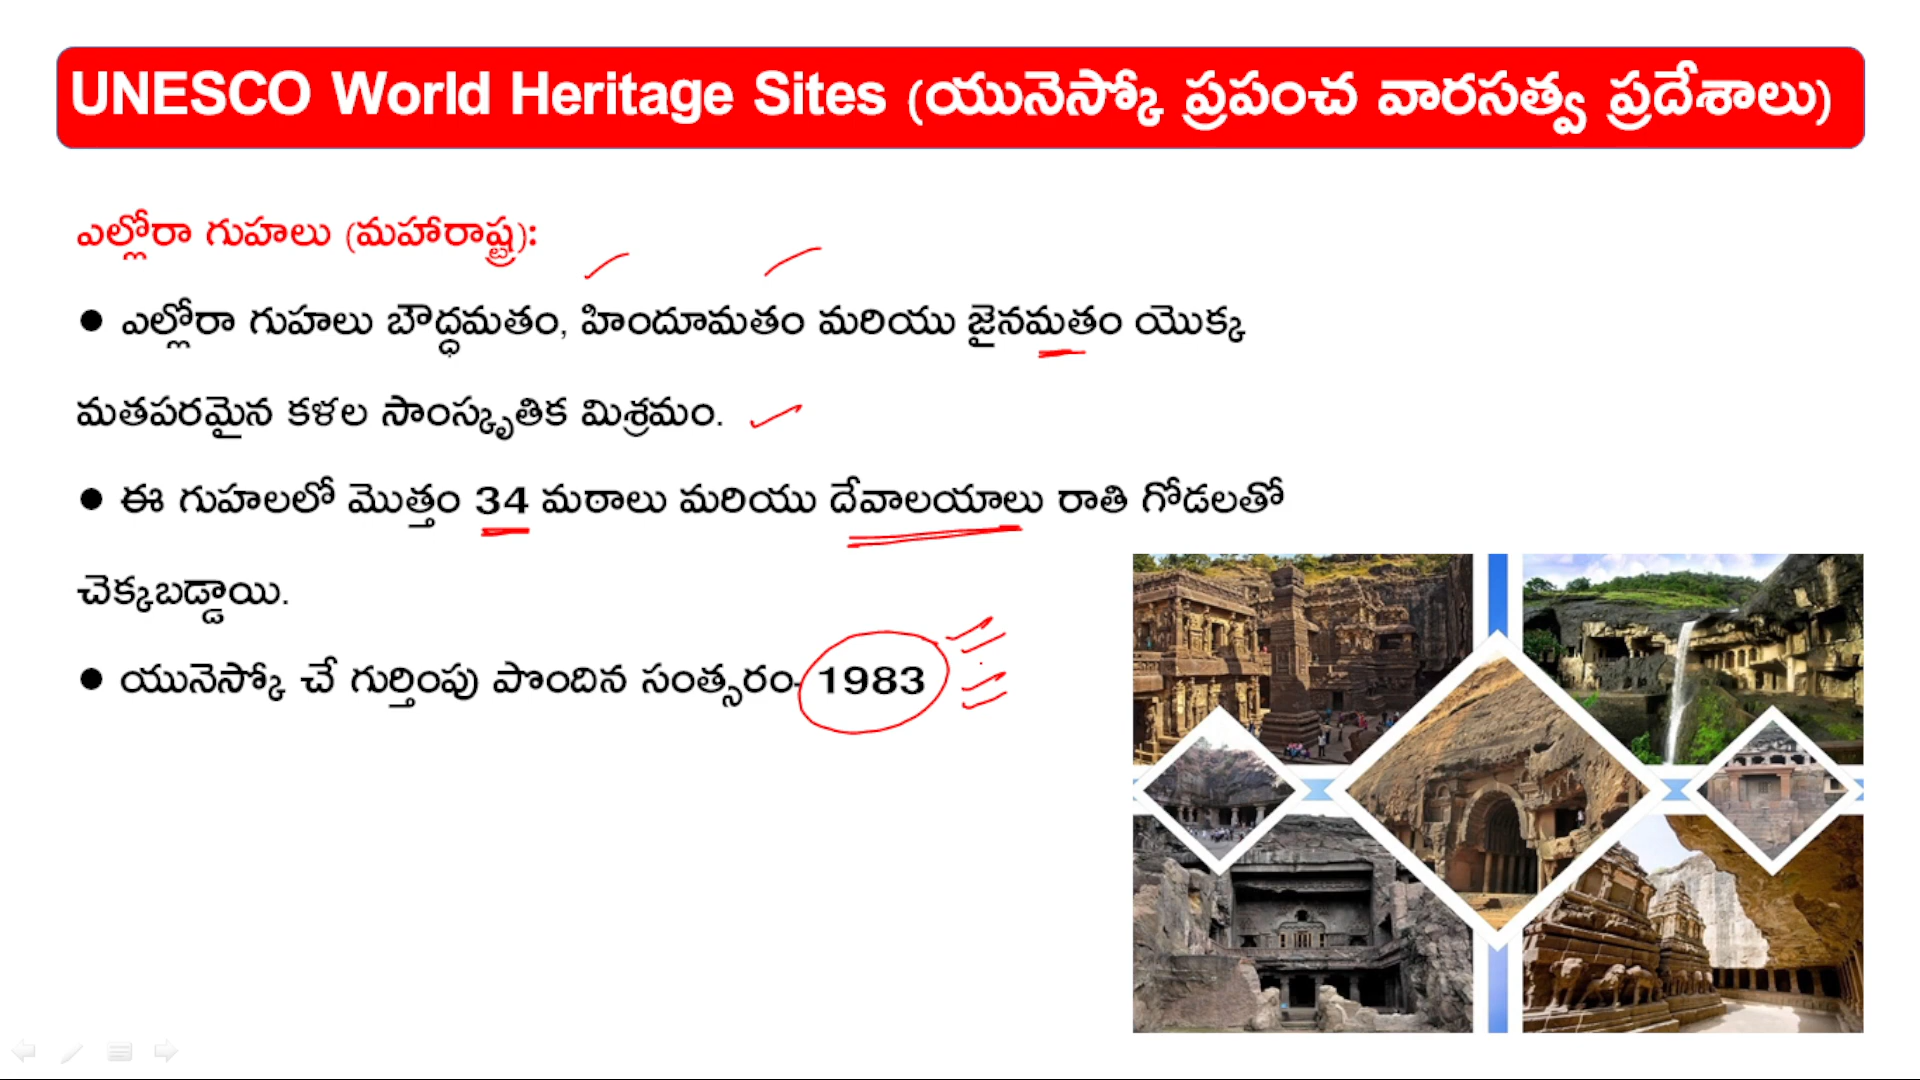 UNESCO World Heritage Sites (యునెస్కో ప్రపంచ వారసత్వ ప్రదేశాలు)
ఎల్లోరా గుహలు (మహారాష్ట్ర):
● ఎల్లోరా గుహలు బౌద్ధమతం, హిందూమతం మరియు జైనమతం యొక్క
మతపరమైన కళల సాంస్కృతిక మిశ్రమం.
● ఈ గుహలలో మొత్తం 34 మఠాలు మరియు దేవాలయాలు రాతి గోడలతో
చెక్కబడ్డాయి.
● యునెస్కో చే గుర్తింపు పొందిన సంత్సరం- 1983